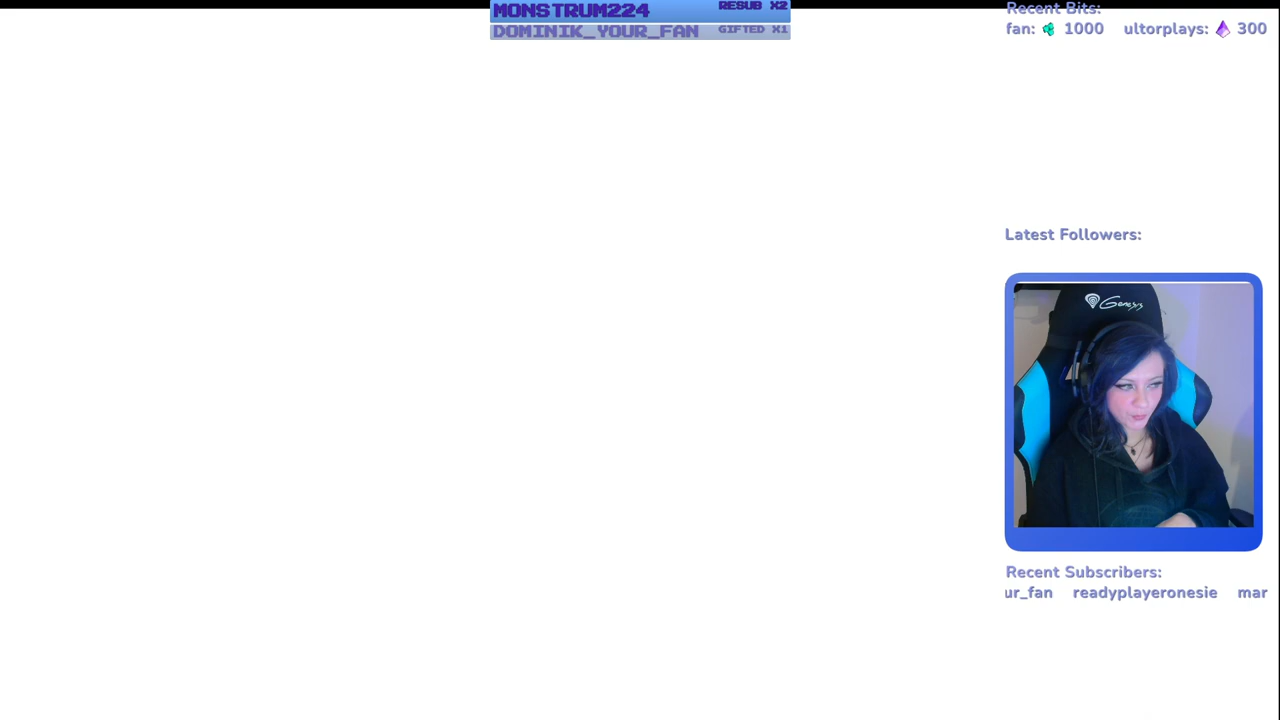 MONSTRUM224 RESUB X2
DOMINIK_YOUR_FAN GIFTED X1
Recent Bits:
fan: 1000 ultorplays: 300
Latest Followers:
Genesis
Recent Subscribers:
ur_fan readyplayeronesie mar